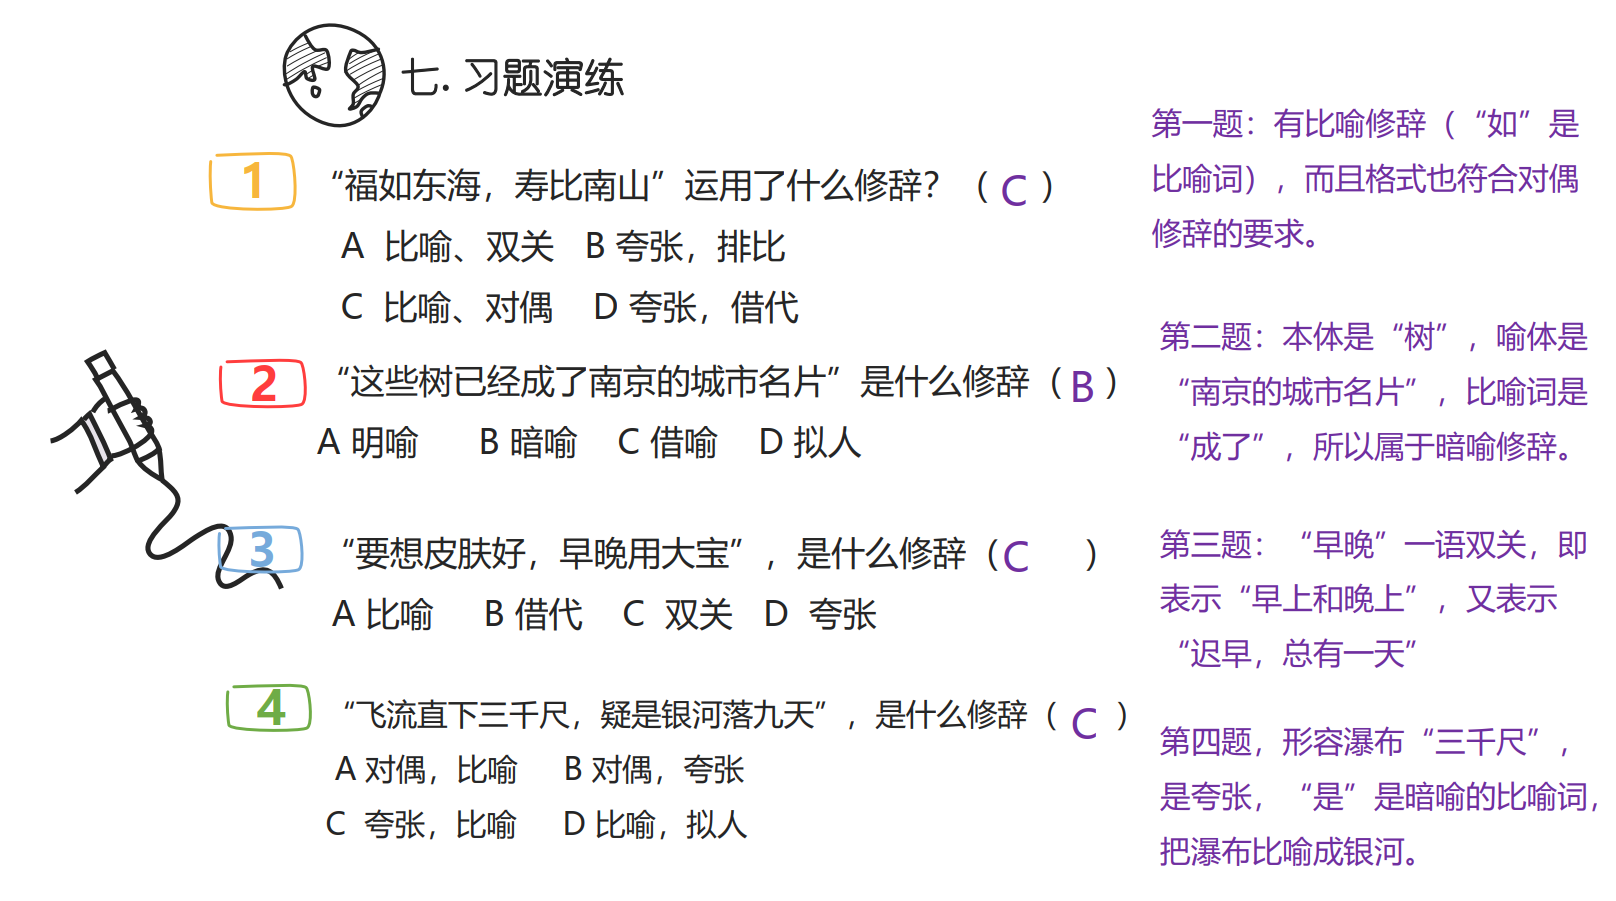 七. 习题演练
1
“福如东海，寿比南山”运用了什么修辞？（ C ）
A 比喻、双关 B 夸张，排比
C 比喻、对偶 D 夸张，借代
2
“这些树已经成了南京的城市名片”是什么修辞（ B ）
A 明喻 B 暗喻 C 借喻 D 拟人
3
“要想皮肤好，早晚用大宝”，是什么修辞（C ）
A 比喻 B 借代 C 双关 D 夸张
4
“飞流直下三千尺，疑是银河落九天”，是什么修辞（ C ）
A 对偶，比喻 B 对偶，夸张
C 夸张，比喻 D 比喻，拟人
第一题：有比喻修辞（“如”是
比喻词），而且格式也符合对偶
修辞的要求。
第二题：本体是“树”，喻体是
“南京的城市名片”，比喻词是
“成了”，所以属于暗喻修辞。
第三题：“早晚”一语双关，即
表示“早上和晚上”，又表示
“迟早，总有一天”
第四题，形容瀑布“三千尺”，
是夸张，“是”是暗喻的比喻词，
把瀑布比喻成银河。